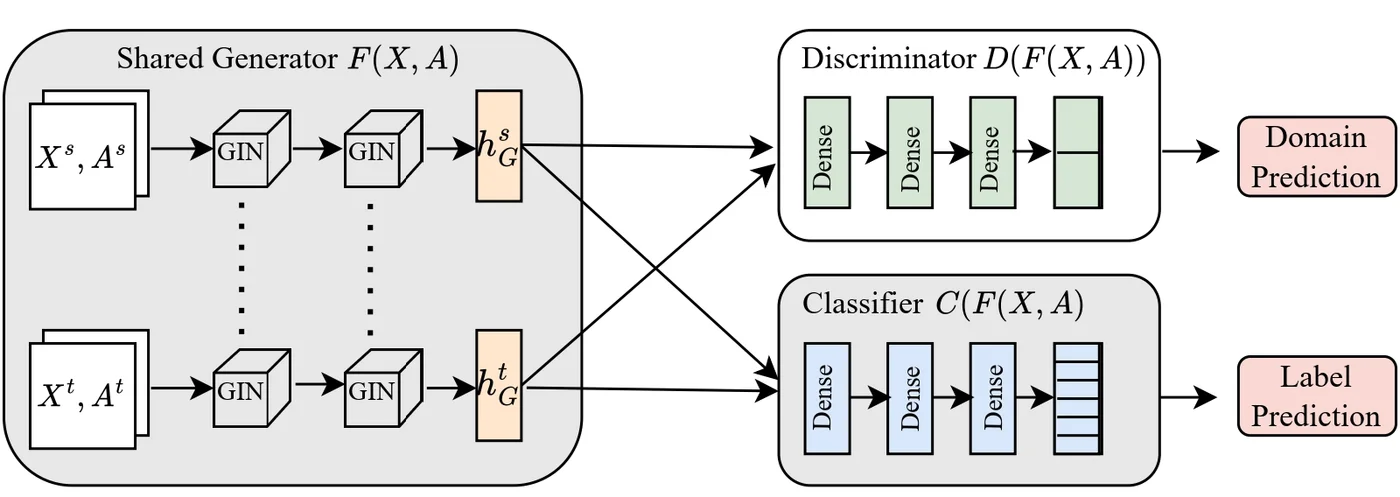 Shared Generator F(X, A)
X^s, A^s
GIN
GIN
h_G^s
X^t, A^t
GIN
GIN
h_G^t
Discriminator D(F(X, A))
Dense
Dense
Dense
Domain
Prediction
Classifier C(F(X, A)
Dense
Dense
Dense
Label
Prediction